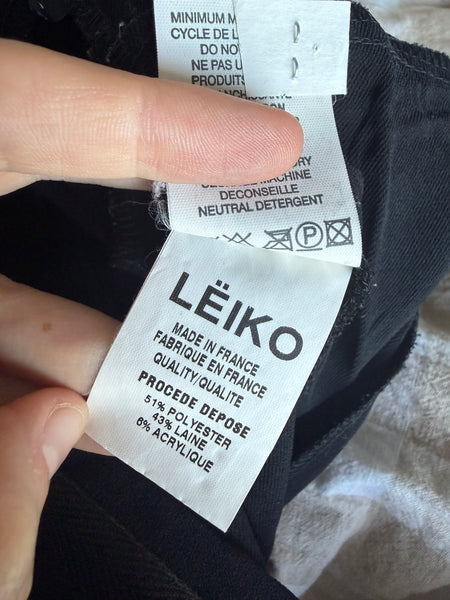 MINIMUM
CYCLE DE
DO NO
NE PAS
PRODUITS
MACHINE
DECONSEILLE
NEUTRAL DETERGENT
P
LËIKO
MADE IN FRANCE
FABRIQUE EN FRANCE
QUALITY/QUALITE
PROCEDE DEPOSE
51% POLYESTER
43% LAINE
6% ACRYLIQUE